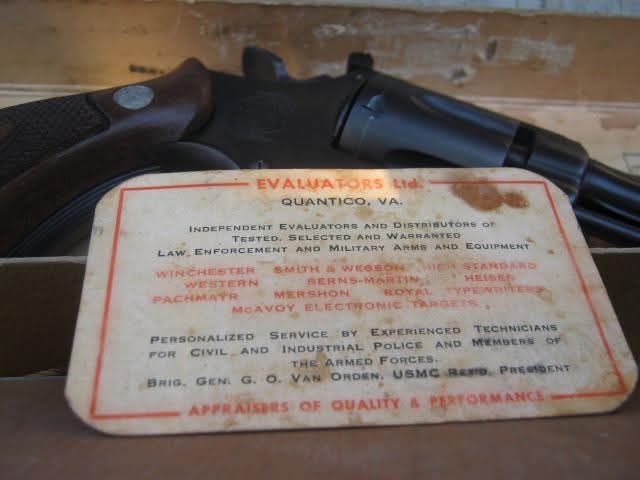 EVALUATORS Ltd.
QUANTICO, VA.
INDEPENDENT EVALUATORS AND DISTRIBUTORS OF
TESTED, SELECTED AND WARRANTED
LAW ENFORCEMENT AND MILITARY ARMS AND EQUIPMENT
WINCHESTER SMITH & WESSON HIGH STANDARD
WESTERN BERNS-MARTIN HEISER
PACHMAYR MERSHON ROYAL TYPEWRITERS
MCAVOY ELECTRONIC TARGETS
PERSONALIZED SERVICE BY EXPERIENCED TECHNICIANS
FOR CIVIL AND INDUSTRIAL POLICE AND MEMBERS OF
THE ARMED FORCES.
BRIG. GEN. G. O. VAN ORDEN, USMC RET'D. PRESIDENT
APPRAISERS OF QUALITY & PERFORMANCE